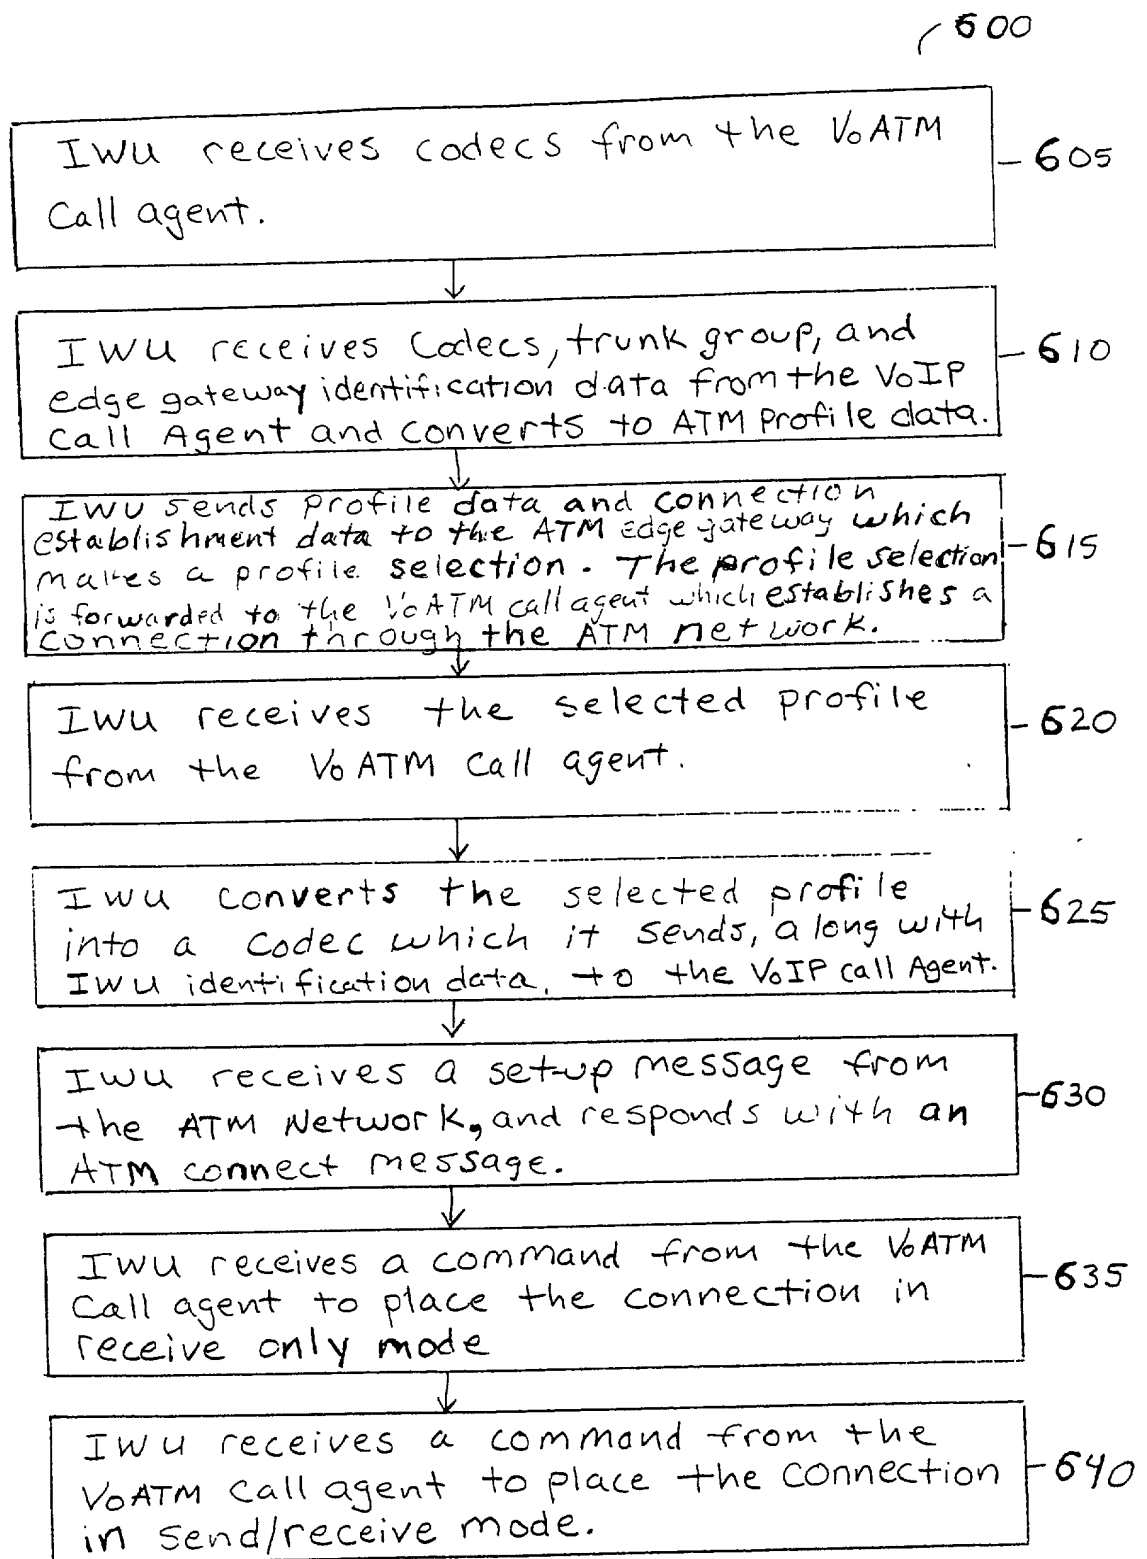 600
IWU receives codecs from the VoATM
Call agent.
605
IWU receives Codecs, trunk group, and
edge gateway identification data from the VoIP
Call Agent and converts to ATM Profile data.
610
IWU sends profile data and connection
establishment data to the ATM Edge gateway which
makes a profile selection. The profile selection
is forwarded to the VoATM call agent which establishes a
connection through the ATM network.
615
IWU receives the selected profile
from the VoATM Call agent.
620
IWU converts the selected profile
into a Codec which it sends, along with
IWU identification data, to the VoIP call Agent.
625
IWU receives a set-up message from
the ATM Network, and responds with an
ATM connect message.
630
IWU receives a command from the VoATM
Call agent to place the connection in
receive only mode
635
IWU receives a command from the
VoATM Call agent to place the connection
in send/receive mode.
640